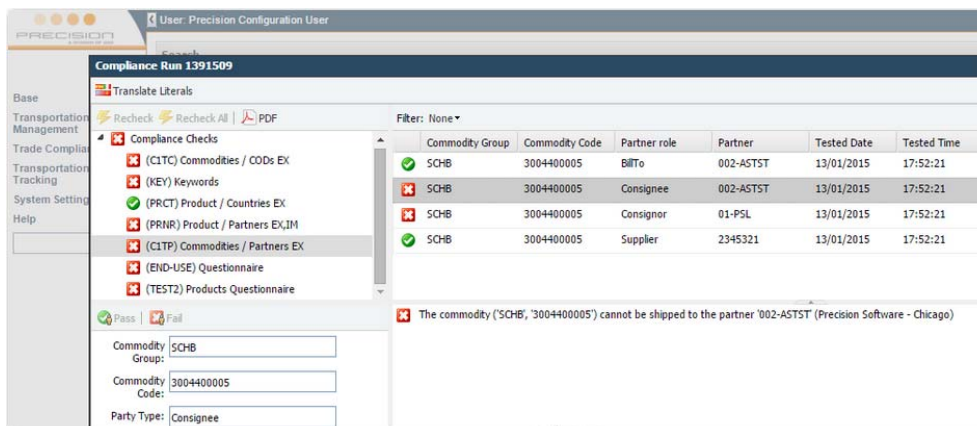 PRECISION
User: Precision Configuration User
Search
Compliance Run 1391509
Translate Literals
Base
Transportation
Management
Trade Complian
Transportation
Tracking
System Setting
Help
Recheck Recheck All PDF
Compliance Checks
(C1TC) Commodities / CODs EX
(KEY) Keywords
(PRCT) Product / Countries EX
(PRNR) Product / Partners EX,IM
(C1TP) Commodities / Partners EX
(END-USE) Questionnaire
(TEST2) Products Questionnaire
Filter: None
Commodity Group Commodity Code Partner role Partner Tested Date Tested Time
SCHB 3004400005 BillTo 002-ASTST 13/01/2015 17:52:21
SCHB 3004400005 Consignee 002-ASTST 13/01/2015 17:52:21
SCHB 3004400005 Consignor 01-PSL 13/01/2015 17:52:21
SCHB 3004400005 Supplier 2345321 13/01/2015 17:52:21
Pass Fail
Commodity Group: SCHB
Commodity Code: 3004400005
Party Type: Consignee
The commodity ('SCHB', '3004400005') cannot be shipped to the partner '002-ASTST' (Precision Software - Chicago)